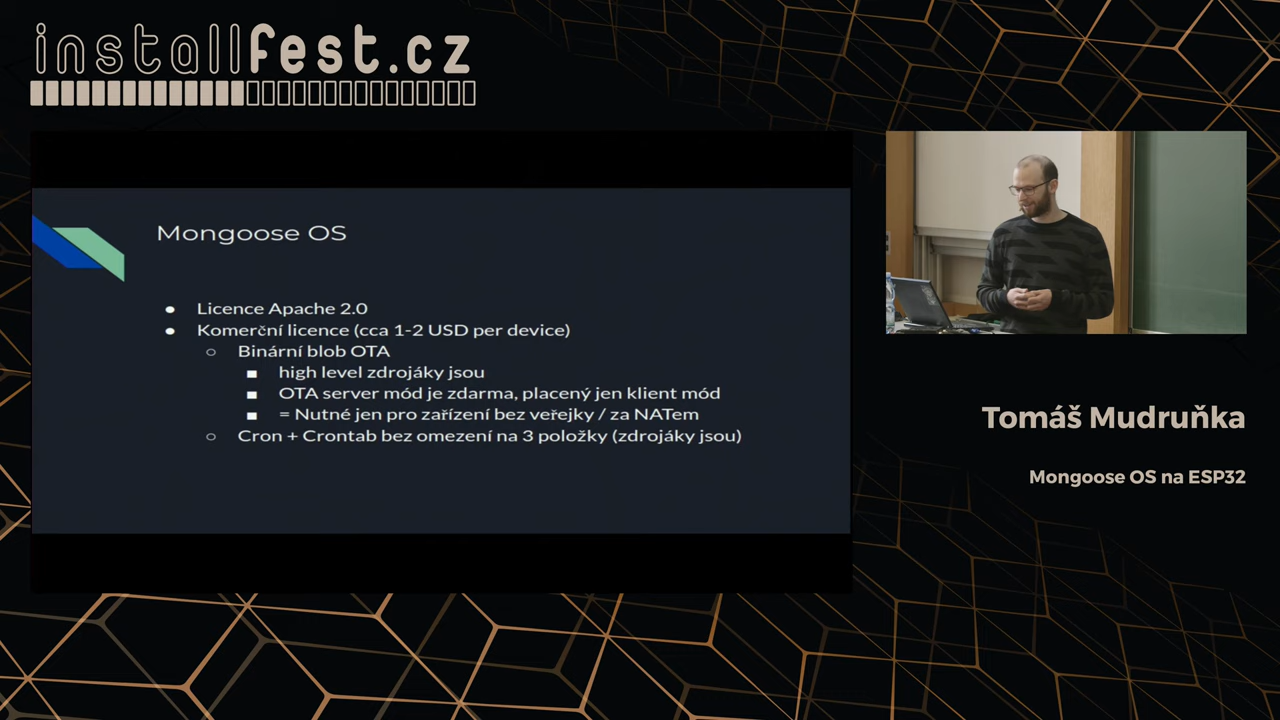 installfest.cz
Mongoose OS
● Licence Apache 2.0
● Komerční licence (cca 1-2 USD per device)
○ Binární blob OTA
■ high level zdrojáky jsou
■ OTA server mód je zdarma, placený jen klient mód
■ = Nutné jen pro zařízení bez veřejky / za NATem
○ Cron + Crontab bez omezení na 3 položky (zdrojáky jsou)
Tomáš Mudruňka
Mongoose OS na ESP32